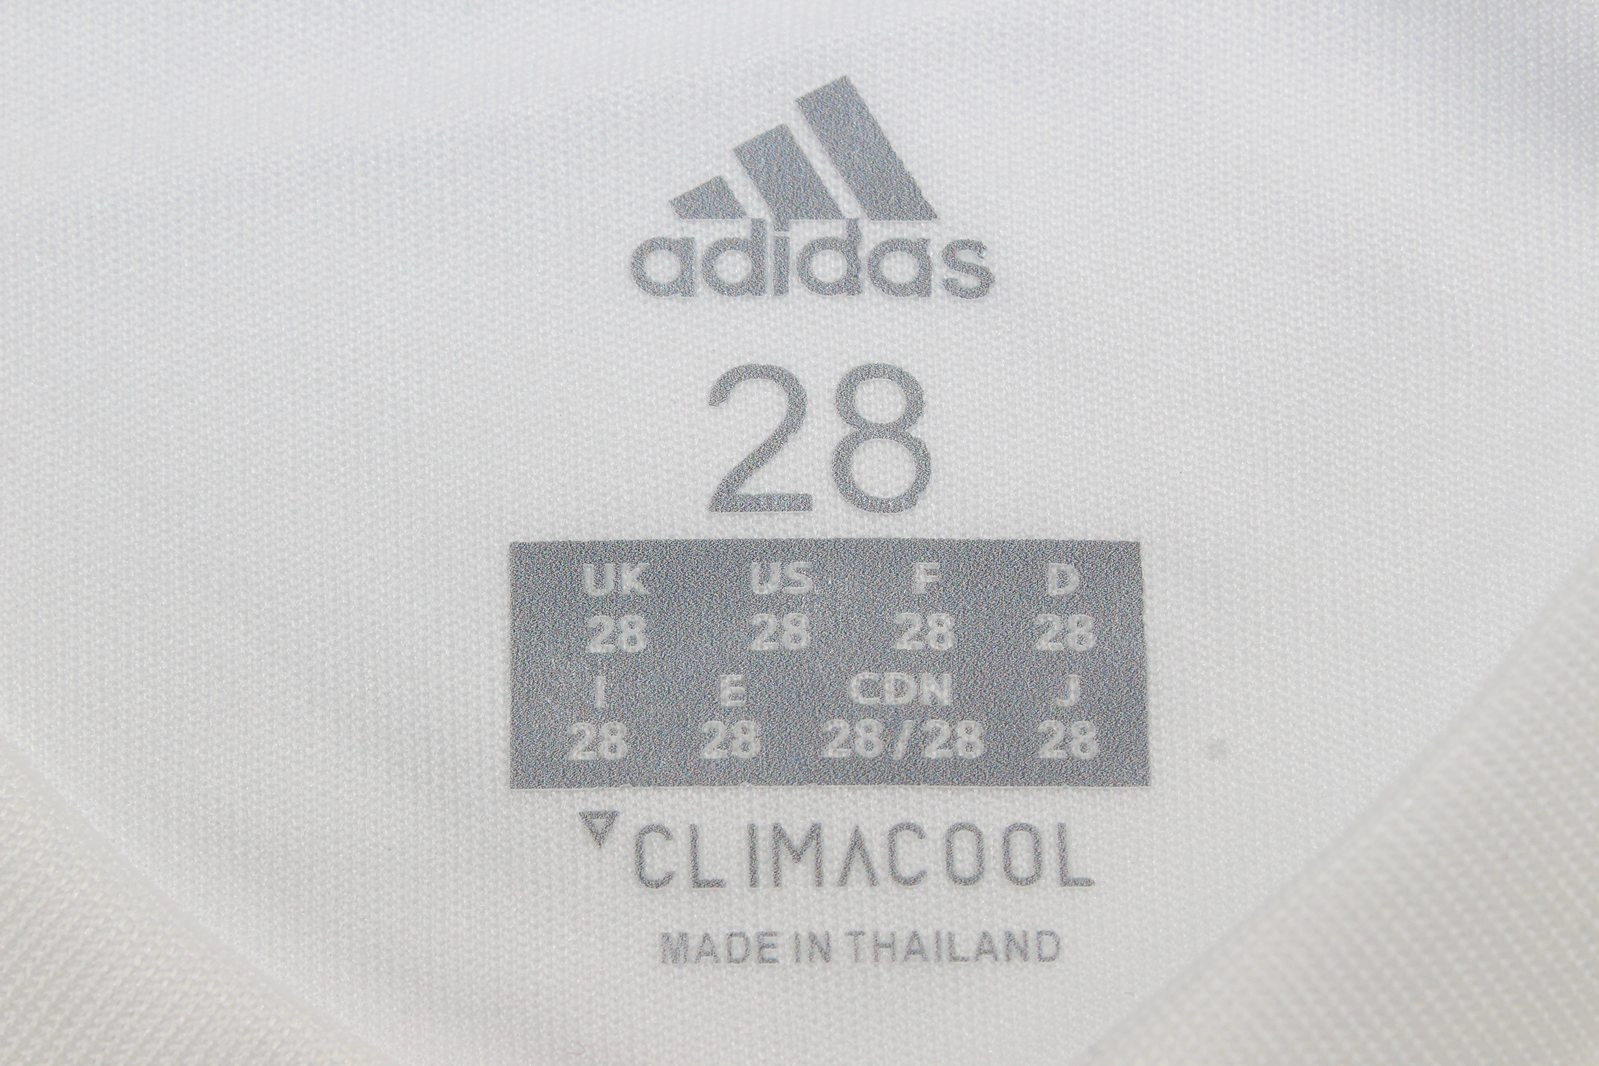 adidas
28
UK US F D
28 28 28 28
I E CDN J
28 28 28/28 28
CLIMACOOL
MADE IN THAILAND